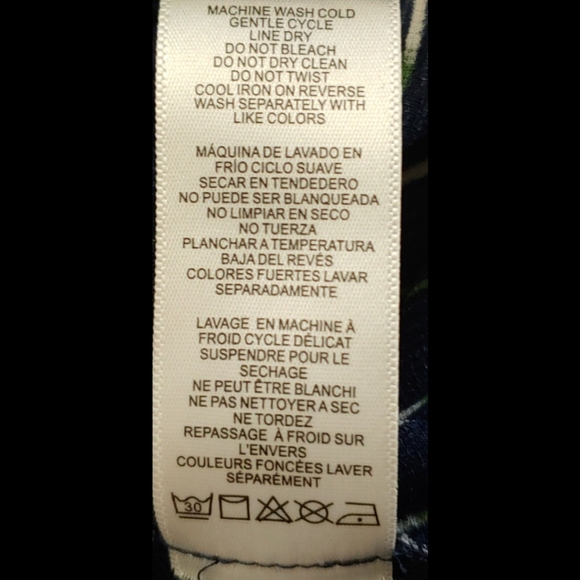 MACHINE WASH COLD
GENTLE CYCLE
LINE DRY
DO NOT BLEACH
DO NOT DRY CLEAN
DO NOT TWIST
COOL IRON ON REVERSE
WASH SEPARATELY WITH
LIKE COLORS
MÁQUINA DE LAVADO EN
FRÍO CICLO SUAVE
SECAR EN TENDEDERO
NO PUEDE SER BLANQUEADA
NO LIMPIAR EN SECO
NO TUERZA
PLANCHAR A TEMPERATURA
BAJA DEL REVÉS
COLORES FUERTES LAVAR
SEPARADAMENTE
LAVAGE EN MACHINE À
FROID CYCLE DÉLICAT
SUSPENDRE POUR LE
SECHAGE
NE PEUT ÊTRE BLANCHI
NE PAS NETTOYER A SEC
NE TORDEZ
REPASSAGE À FROID SUR
L'ENVERS
COULEURS FONCÉES LAVER
SÉPARÉMENT
30